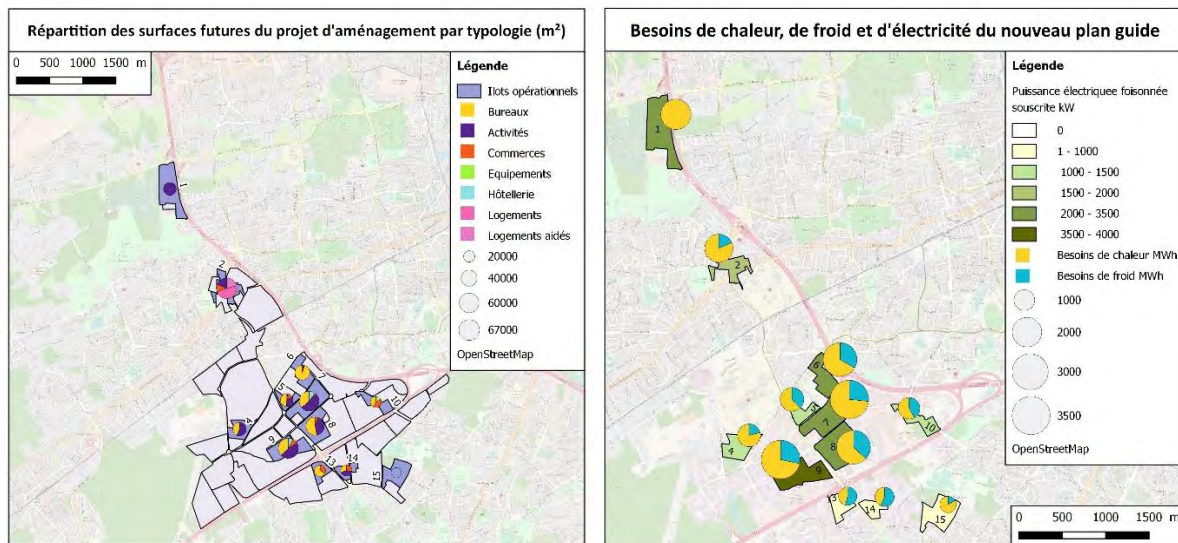 Répartition des surfaces futures du projet d'aménagement par typologie (m²)
0 500 1000 1500 m
Légende
Ilots opérationnels
Bureaux
Activités
Commerces
Equipements
Hôtellerie
Logements
Logements aidés
20000
40000
60000
67000
OpenStreetMap
1
2
6
7
5
10
4
8
9
13
14
15
Besoins de chaleur, de froid et d'électricité du nouveau plan guide
Légende
Puissance électriquee foisonnée
souscrite kW
0
1 - 1000
1000 - 1500
1500 - 2000
2000 - 3500
3500 - 4000
Besoins de chaleur MWh
Besoins de froid MWh
1000
2000
3000
3500
OpenStreetMap
1
2
6
5
7
10
4
8
9
13
14
15
0 500 1000 1500 m